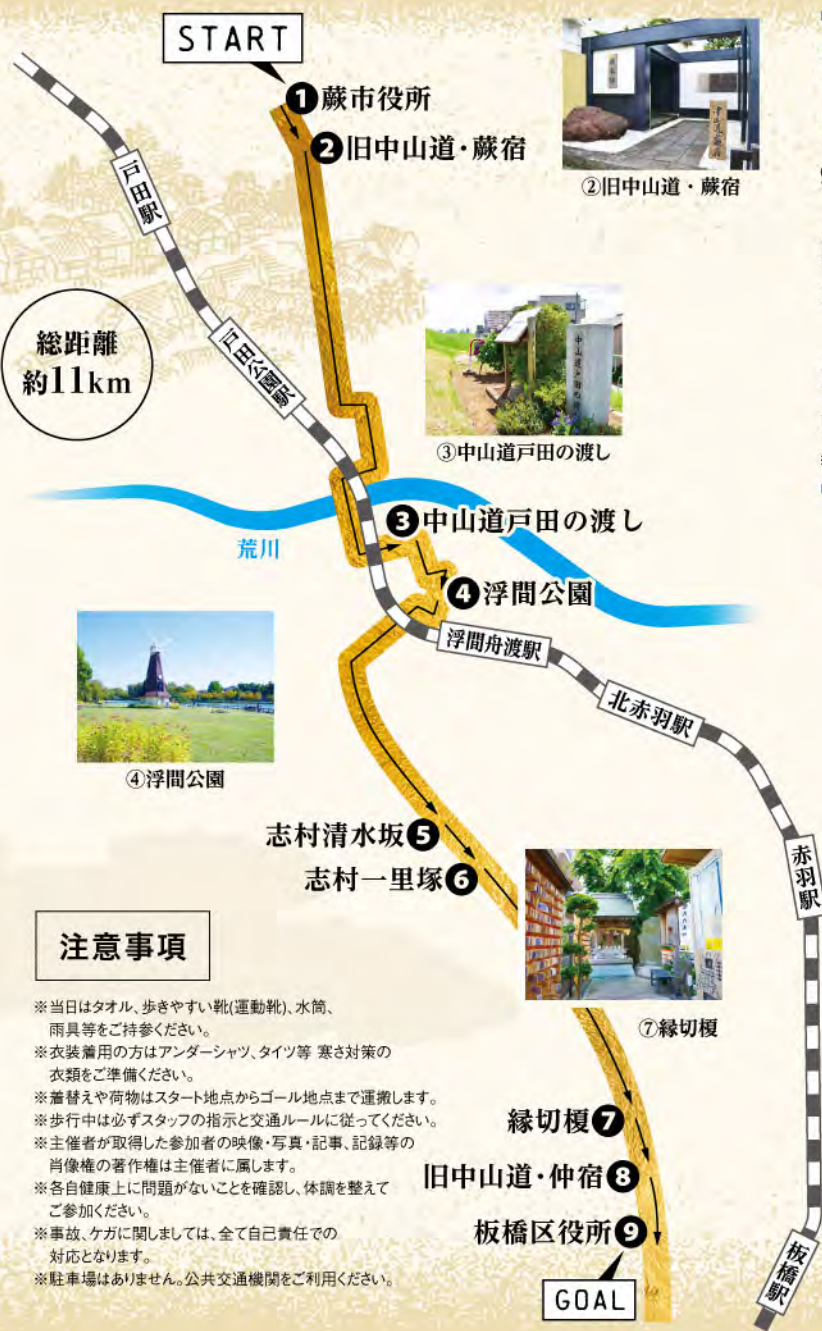 START
❶蕨市役所
❷旧中山道・蕨宿
②旧中山道・蕨宿
戸田駅
戸田公園駅
総距離
約11km
③中山道戸田の渡し
❸中山道戸田の渡し
荒川
❹浮間公園
浮間舟渡駅
北赤羽駅
赤羽駅
④浮間公園
志村清水坂❺
志村一里塚❻
⑦縁切榎
縁切榎❼
旧中山道・仲宿❽
板橋区役所❾
GOAL
板橋駅
注意事項
※当日はタオル、歩きやすい靴(運動靴)、水筒、
雨具等をご持参ください。
※衣装着用の方はアンダーシャツ、タイツ等 寒さ対策の
衣類をご準備ください。
※着替えや荷物はスタート地点からゴール地点まで運搬します。
※歩行中は必ずスタッフの指示と交通ルールに従ってください。
※主催者が取得した参加者の映像・写真・記事、記録等の
肖像権の著作権は主催者に属します。
※各自健康上に問題がないことを確認し、体調を整えて
ご参加ください。
※事故、ケガに関しましては、全て自己責任での
対応となります。
※駐車場はありません。公共交通機関をご利用ください。